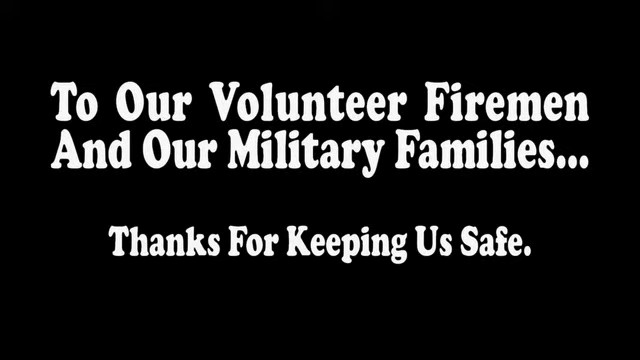 To Our Volunteer Firemen
And Our Military Families...
Thanks For Keeping Us Safe.